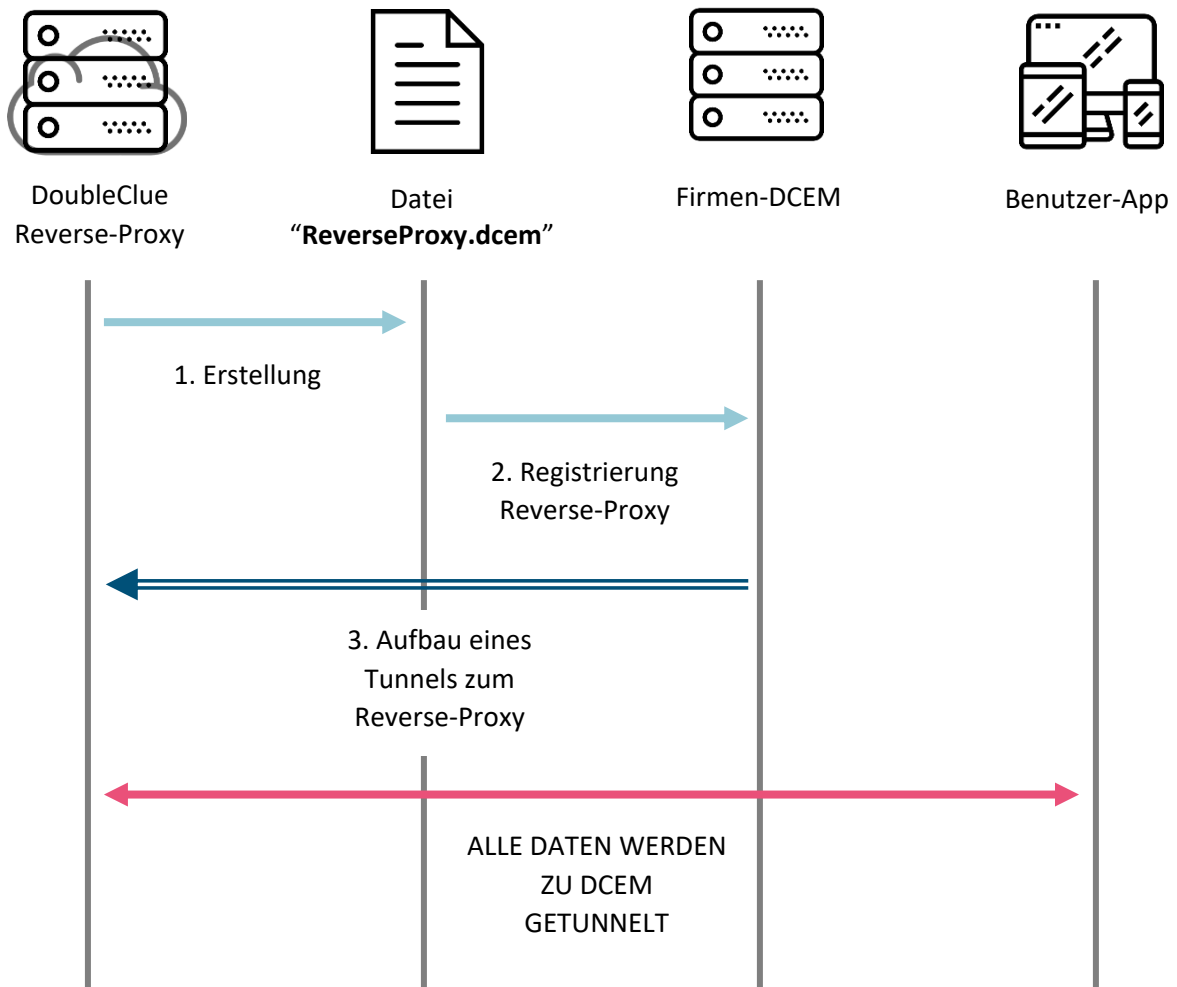 DoubleClue
Reverse-Proxy
Datei
“ReverseProxy.dcem”
Firmen-DCEM
Benutzer-App
1. Erstellung
2. Registrierung
Reverse-Proxy
3. Aufbau eines
Tunnels zum
Reverse-Proxy
ALLE DATEN WERDEN
ZU DCEM
GETUNNELT